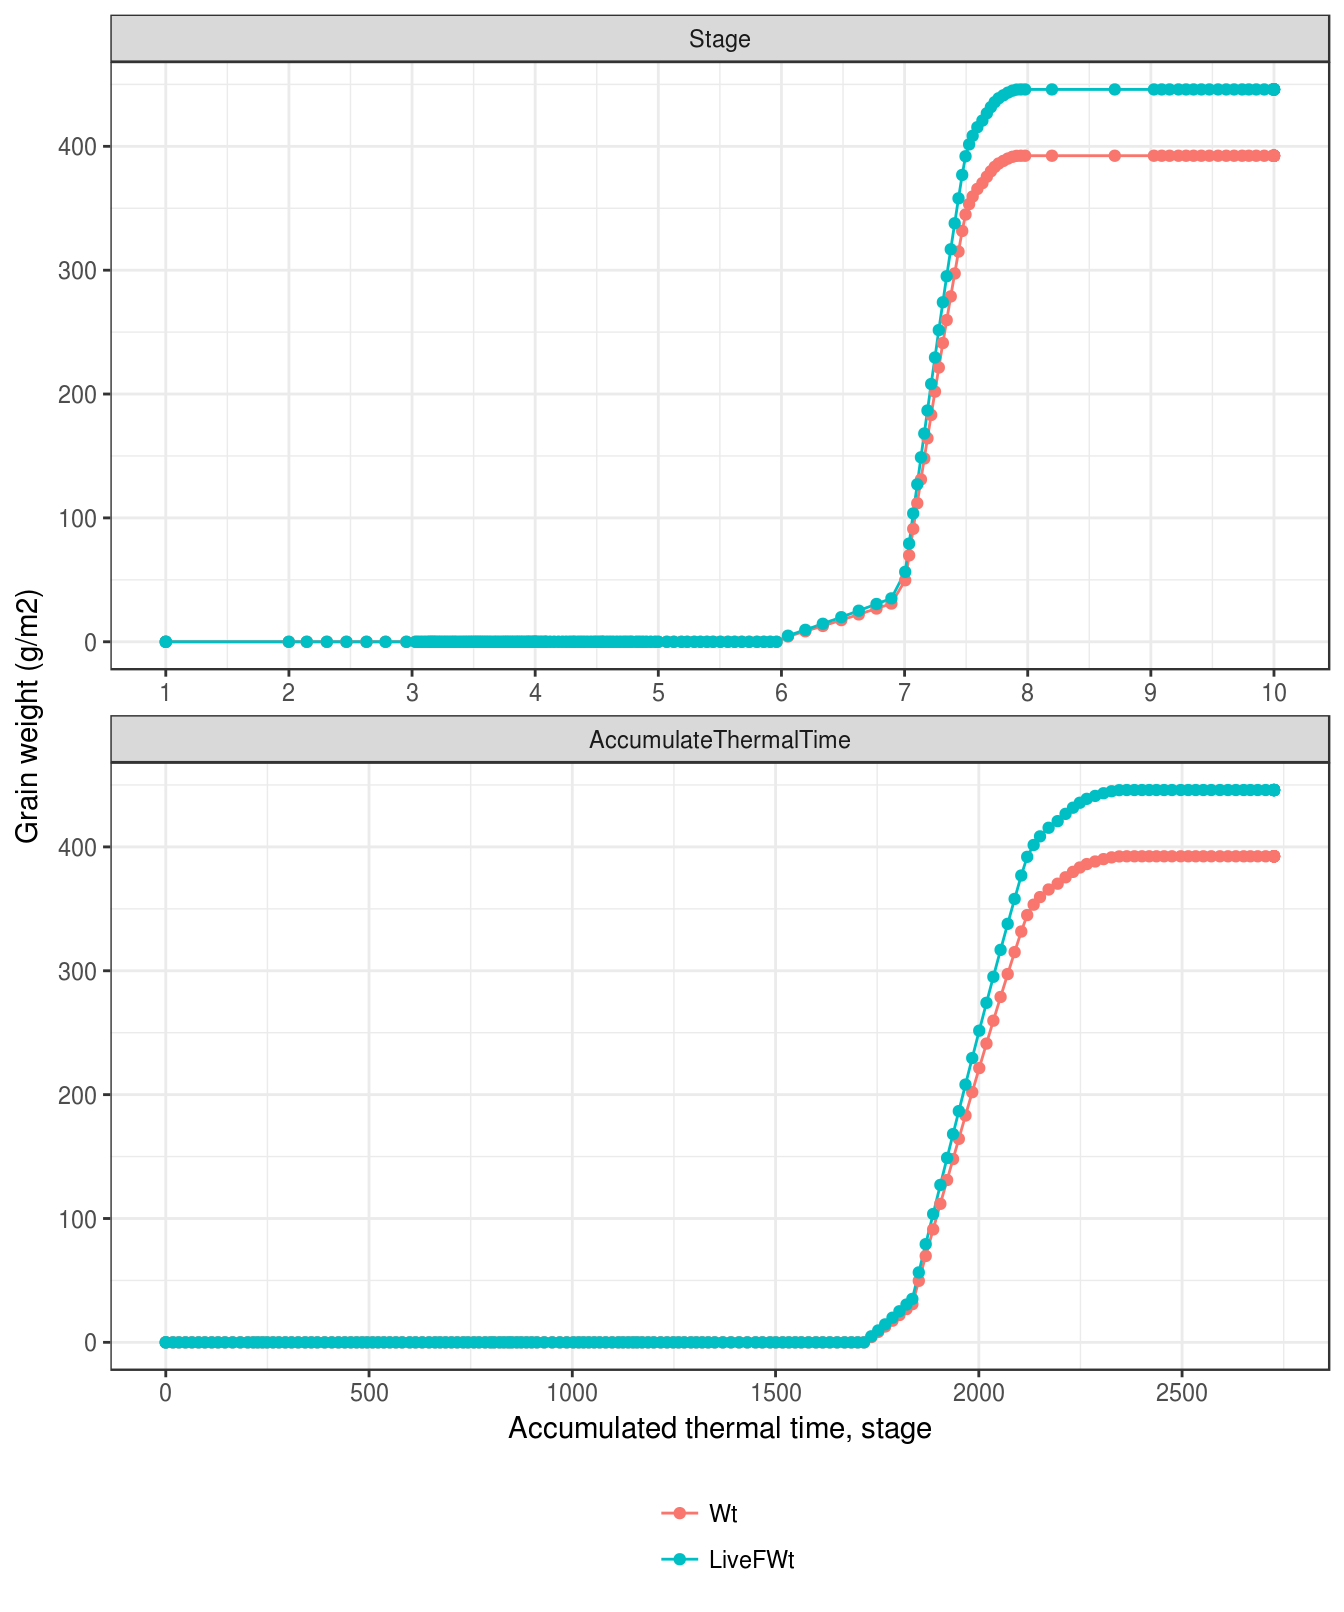 Stage
400
300
200
100
0
1 2 3 4 5 6 7 8 9 10
Grain weight (g/m2)
AccumulateThermalTime
400
300
200
100
0
0 500 1000 1500 2000 2500
Accumulated thermal time, stage
Wt
LiveFWt